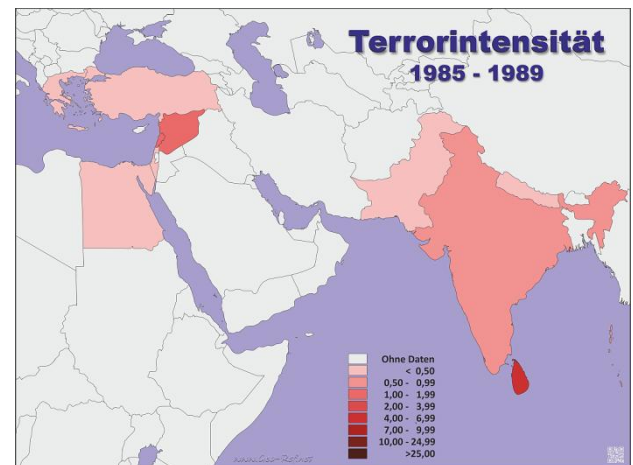 Terrorintensität
1985 - 1989
Ohne Daten
< 0,50
0,50 - 0,99
1,00 - 1,99
2,00 - 3,99
4,00 - 6,99
7,00 - 9,99
10,00 - 24,99
>25,00